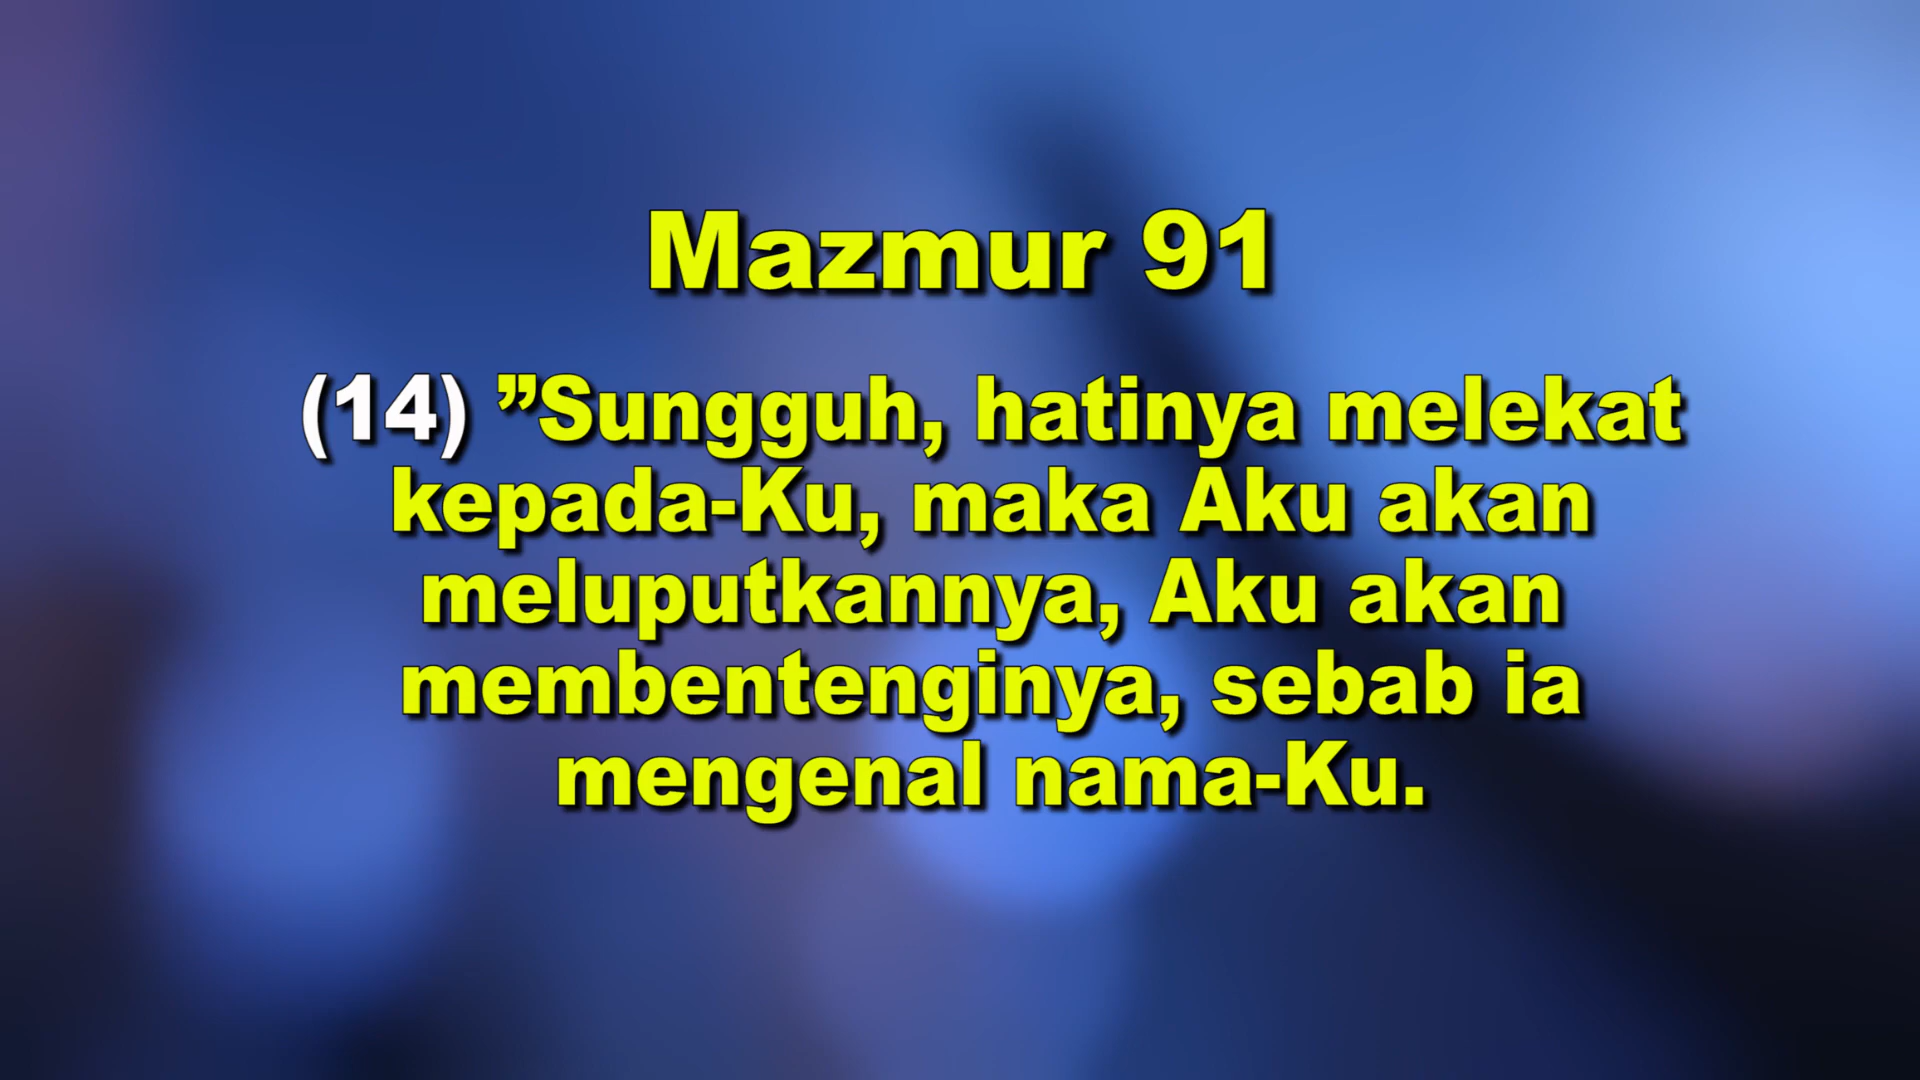 Mazmur 91
(14) ”Sungguh, hatinya melekat
kepada-Ku, maka Aku akan
meluputkannya, Aku akan
membentenginya, sebab ia
mengenal nama-Ku.